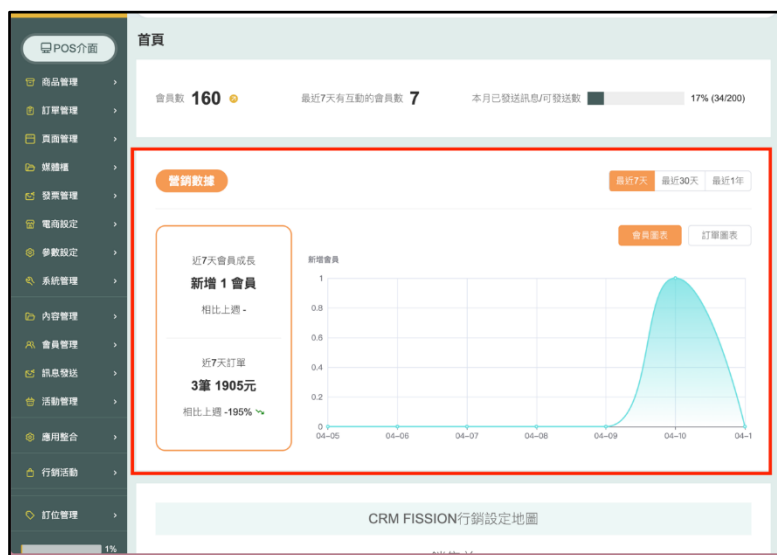 POS介面
商品管理
訂單管理
頁面管理
媒體櫃
發票管理
電商設定
參數設定
系統管理
內容管理
會員管理
訊息發送
活動管理
應用整合
行銷活動
訂位管理
1%
首頁
會員數 160 最近7天有互動的會員數 7 本月已發送訊息/可發送數 17% (34/200)
營銷數據 最近7天 最近30天 最近1年
會員圖表 訂單圖表
近7天會員成長
新增 1 會員
相比上週 -
近7天訂單
3筆 1905元
相比上週 -195%
新增會員
1
0.8
0.6
0.4
0.2
0
04-05 04-06 04-07 04-08 04-09 04-10 04-1
CRM FISSION行銷設定地圖